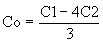 Co = (C1 - 4C2) / 3